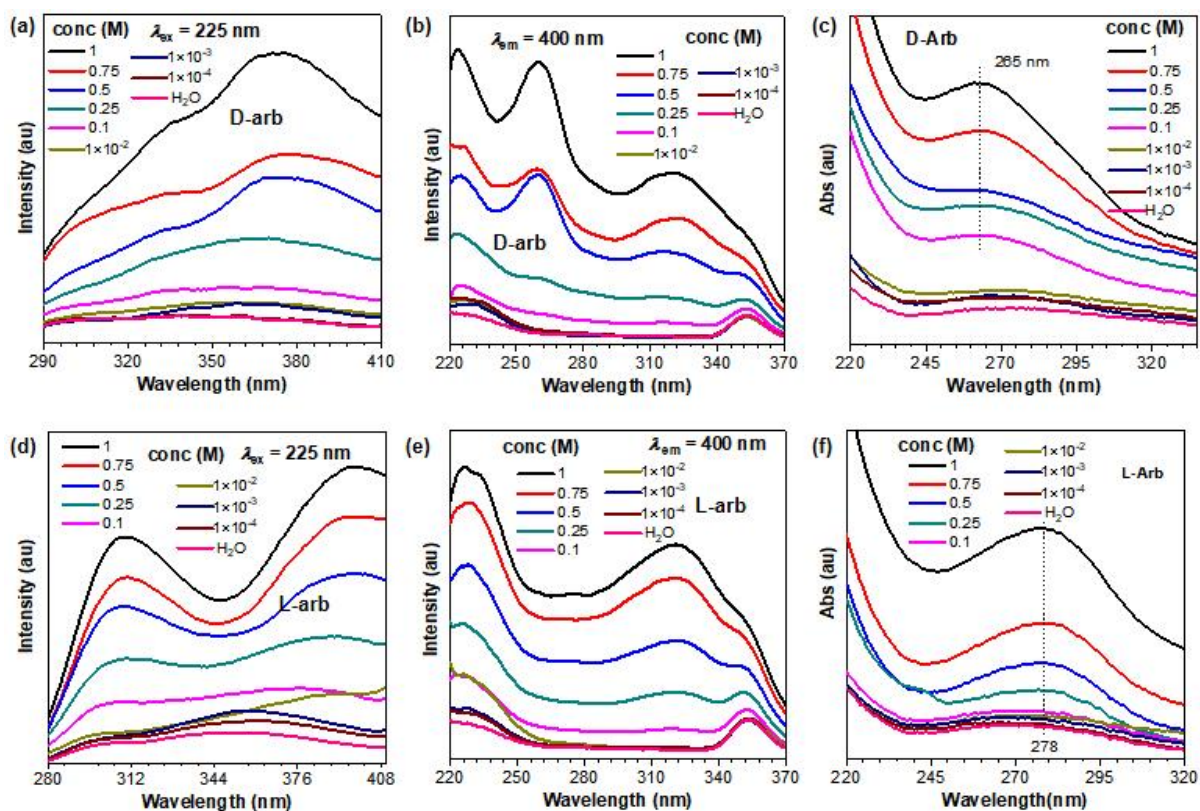 (a) conc (M) λex = 225 nm
1
0.75
0.5
0.25
0.1
1×10-2
1×10-3
1×10-4
H2O
D-arb
Intensity (au)
290 320 350 380 410
Wavelength (nm)
(b) λem = 400 nm conc (M)
1
0.75
0.5
0.25
0.1
1×10-2
1×10-3
1×10-4
H2O
D-arb
Intensity (au)
220 250 280 310 340 370
Wavelength (nm)
(c) D-Arb
265 nm
conc (M)
1
0.75
0.5
0.25
0.1
1×10-2
1×10-3
1×10-4
H2O
Abs (au)
220 245 270 295 320
Wavelength (nm)
(d) conc (M) λex = 225 nm
1
0.75
0.5
0.25
0.1
1×10-2
1×10-3
1×10-4
H2O
L-arb
Intensity (au)
280 312 344 376 408
Wavelength (nm)
(e) conc (M) λem = 400 nm
1
0.75
0.5
0.25
0.1
1×10-2
1×10-3
1×10-4
H2O
L-arb
Intensity (au)
220 250 280 310 340 370
Wavelength (nm)
(f) conc (M)
1
0.75
0.5
0.25
0.1
1×10-2
1×10-3
1×10-4
H2O
L-Arb
278
Abs (au)
220 245 270 295 320
Wavelength(nm)